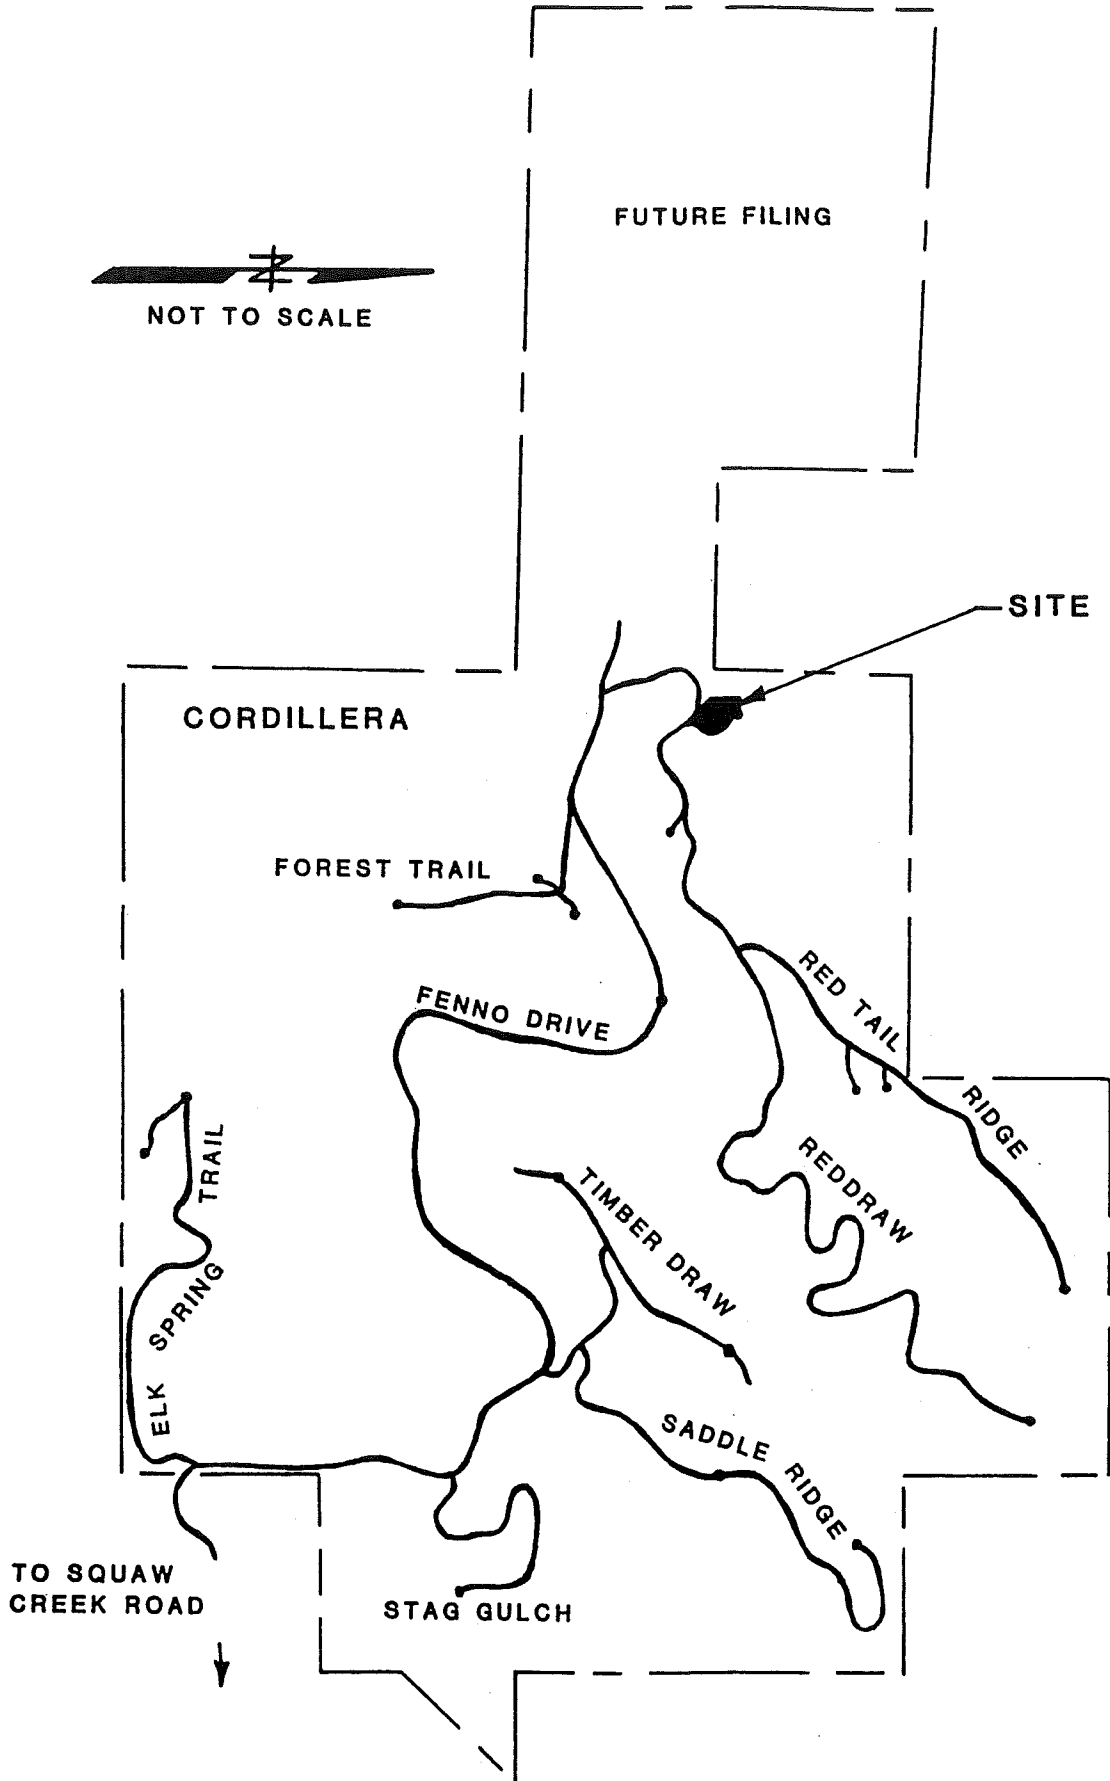 FUTURE FILING
N
NOT TO SCALE
SITE
CORDILLERA
FOREST TRAIL
FENNO DRIVE
RED TAIL RIDGE
REDDRAW
TIMBER DRAW
ELK SPRING TRAIL
SADDLE RIDGE
STAG GULCH
TO SQUAW
CREEK ROAD